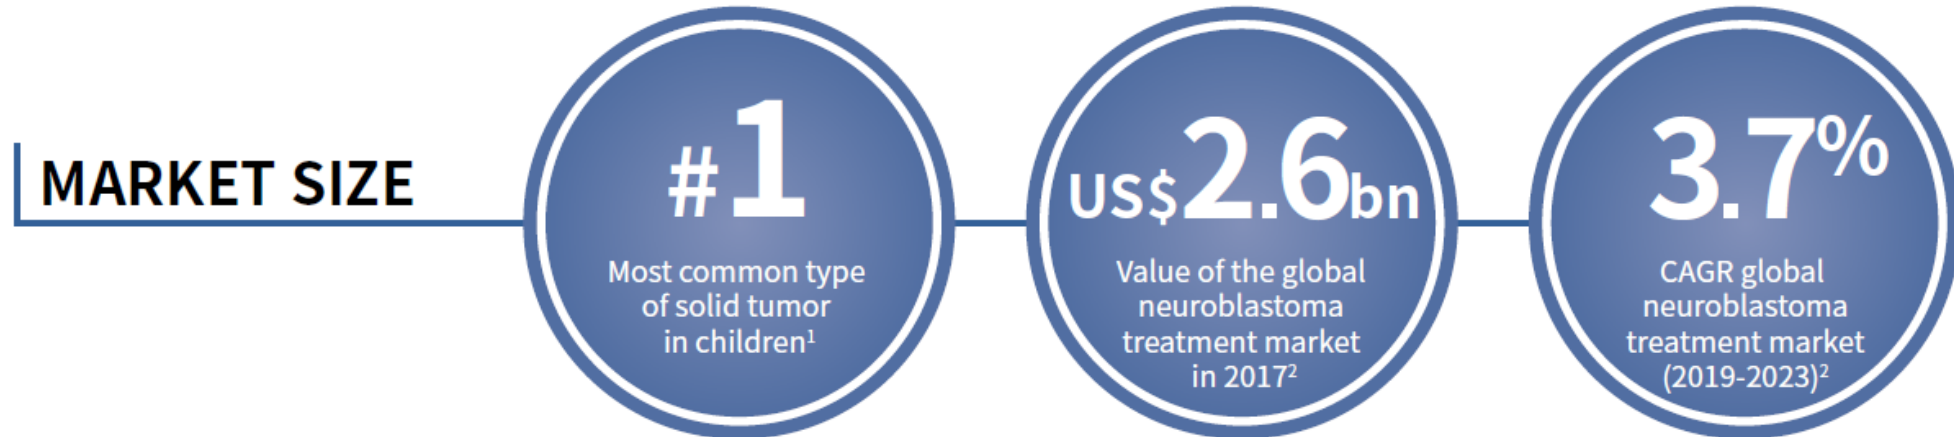 MARKET SIZE
#1
Most common type
of solid tumor
in children¹
US$2.6bn
Value of the global
neuroblastoma
treatment market
in 2017²
3.7%
CAGR global
neuroblastoma
treatment market
(2019-2023)²